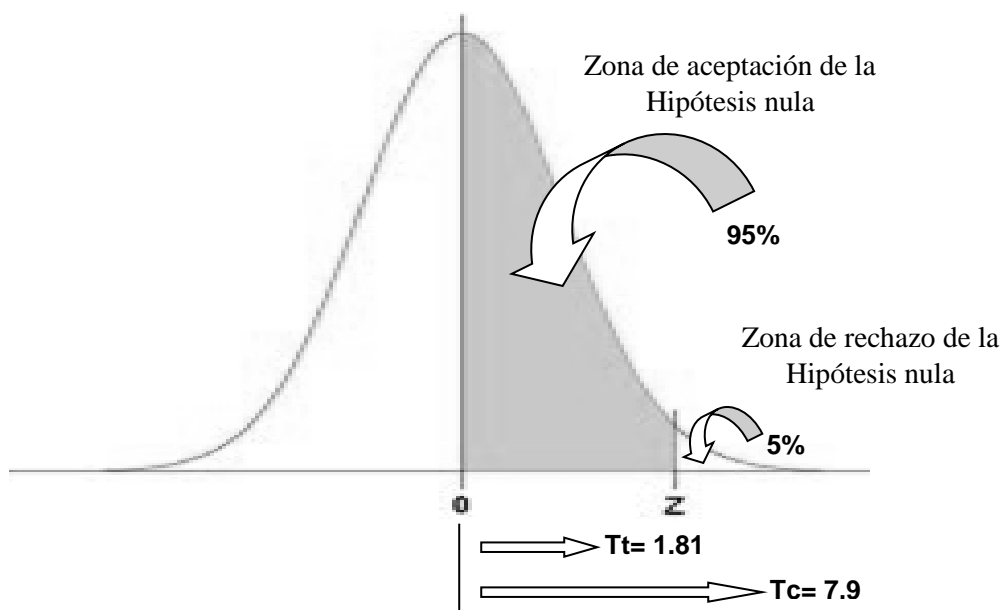 Zona de aceptación de la
Hipótesis nula
95%
Zona de rechazo de la
Hipótesis nula
5%
0
Z
Tt= 1.81
Tc= 7.9